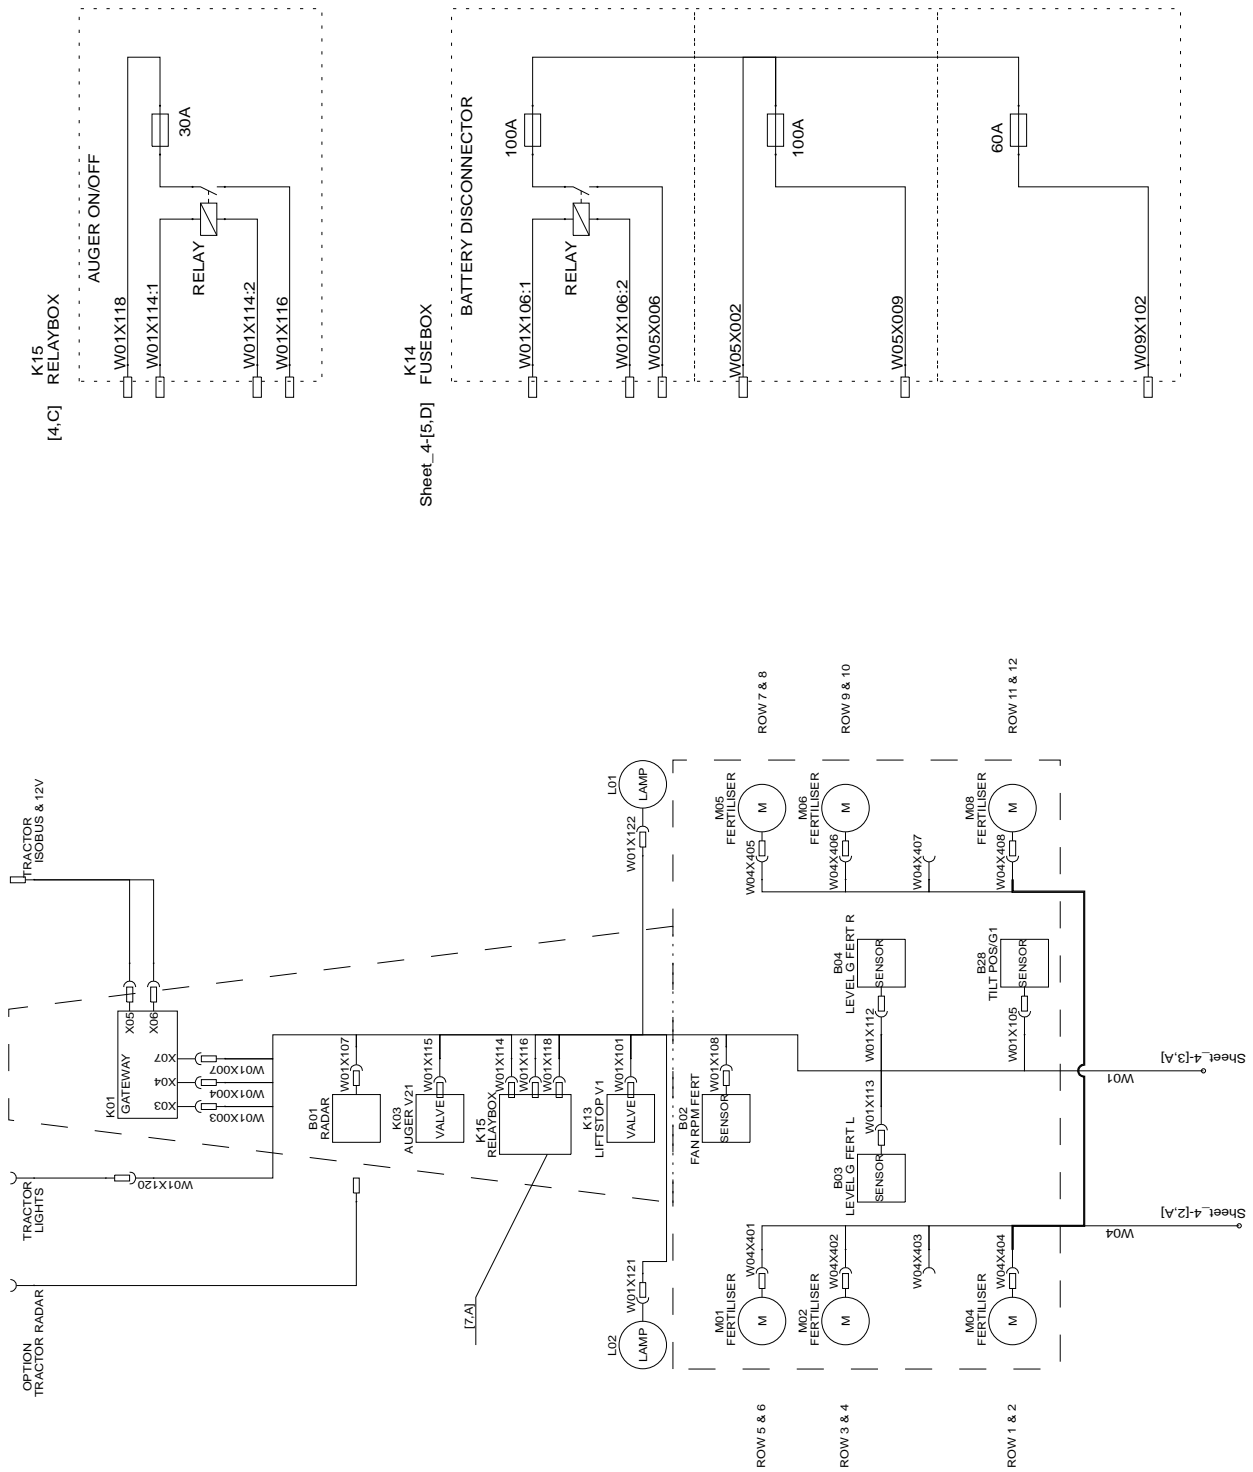 K15
RELAYBOX
[4,C]
AUGER ON/OFF
30A
RELAY
W01X118
W01X114:1
W01X114:2
W01X116
K14
FUSEBOX
Sheet_4-[5,D]
BATTERY DISCONNECTOR
100A
RELAY
100A
60A
W01X106:1
W01X106:2
W05X006
W05X002
W05X009
W09X102
TRACTOR
ISOBUS & 12V
X05
X06
K01
GATEWAY
X07
X04
X03
W01X007
W01X004
W01X003
TRACTOR
LIGHTS
W01X120
OPTION
TRACTOR RADAR
W01X107
B01
RADAR
W01X115
K03
AUGER V21
VALVE
W01X114
W01X116
W01X118
K15
RELAYBOX
[7,A]
W01X101
K13
LIFTSTOP V1
VALVE
L01
LAMP
W01X122
L02
LAMP
W01X121
W01X108
B02
FAN RPM FERT
SENSOR
ROW 7 & 8
ROW 9 & 10
ROW 11 & 12
M05
FERTILISER
M
W04X405
M06
FERTILISER
M
W04X406
W04X407
M08
FERTILISER
M
W04X408
B04
LEVEL G FERT R
SENSOR
W01X112
B28
TILT POS/G1
SENSOR
W01X105
W01X113
B03
LEVEL G FERT L
SENSOR
W01
Sheet_4-[3,A]
W04
Sheet_4-[2,A]
W04X401
M01
FERTILISER
M
W04X402
M02
FERTILISER
M
W04X403
W04X404
M04
FERTILISER
M
ROW 5 & 6
ROW 3 & 4
ROW 1 & 2